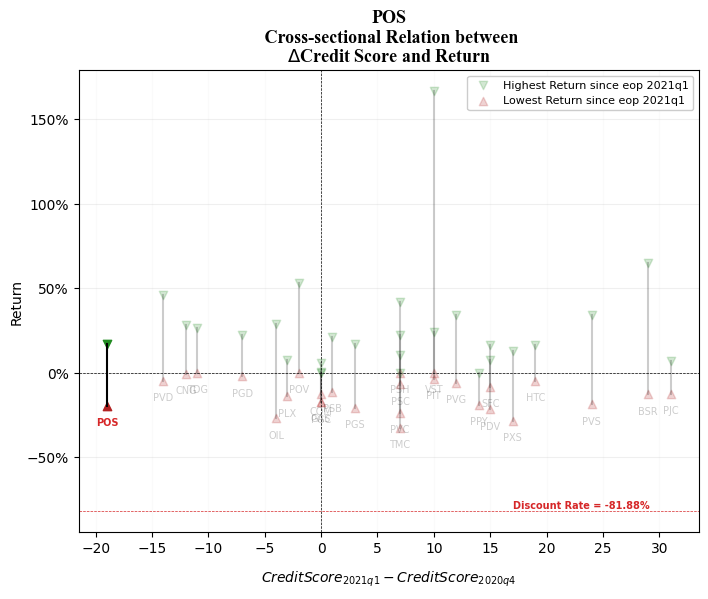 POS
Cross-sectional Relation between
ΔCredit Score and Return
Highest Return since eop 2021q1
Lowest Return since eop 2021q1
150%
100%
50%
0%
−50%
Return
PVD
CNG
TDG
PGD
OIL
PLX
POV
PSB
PGS
PSH
PSC
PVC
TMC
VST
PIT
PVG
PPY
SFC
PDV
PXS
HTC
PVS
BSR
PJC
POS
Discount Rate = -81.88%
−20 −15 −10 −5 0 5 10 15 20 25 30
CreditScore2021q1 − CreditScore2020q4